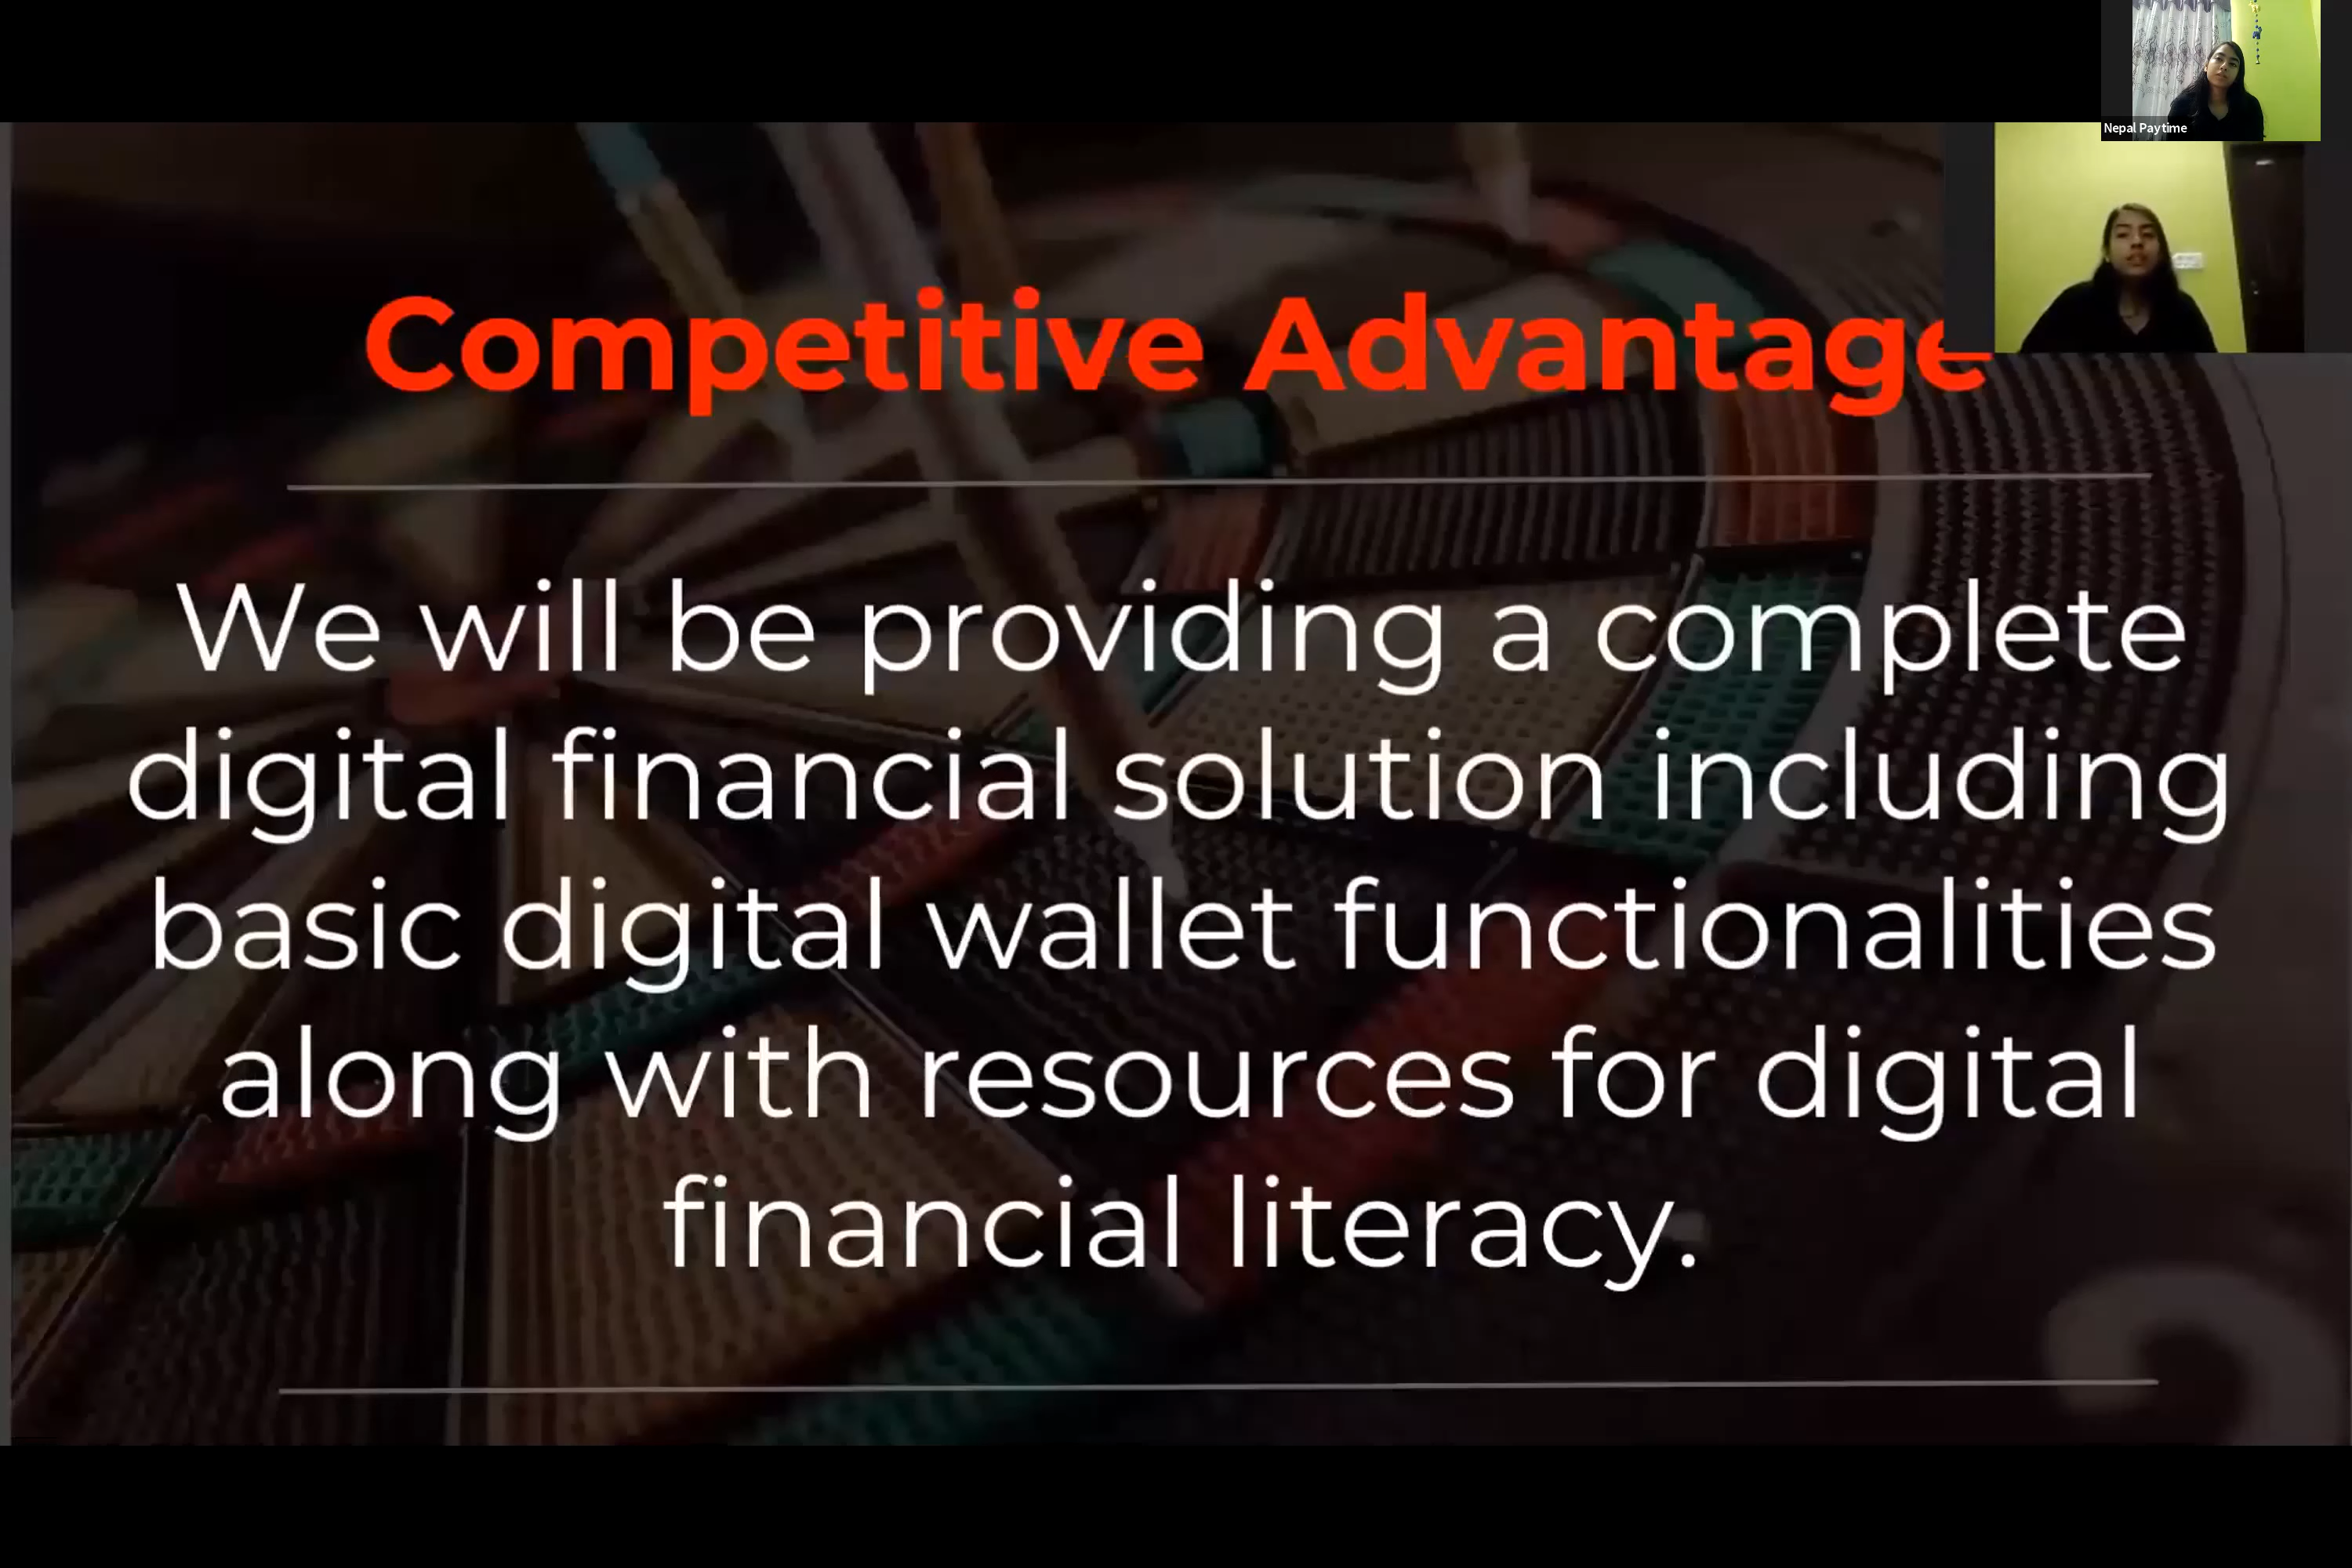 Nepal Paytime
Competitive Advantage
We will be providing a complete
digital financial solution including
basic digital wallet functionalities
along with resources for digital
financial literacy.